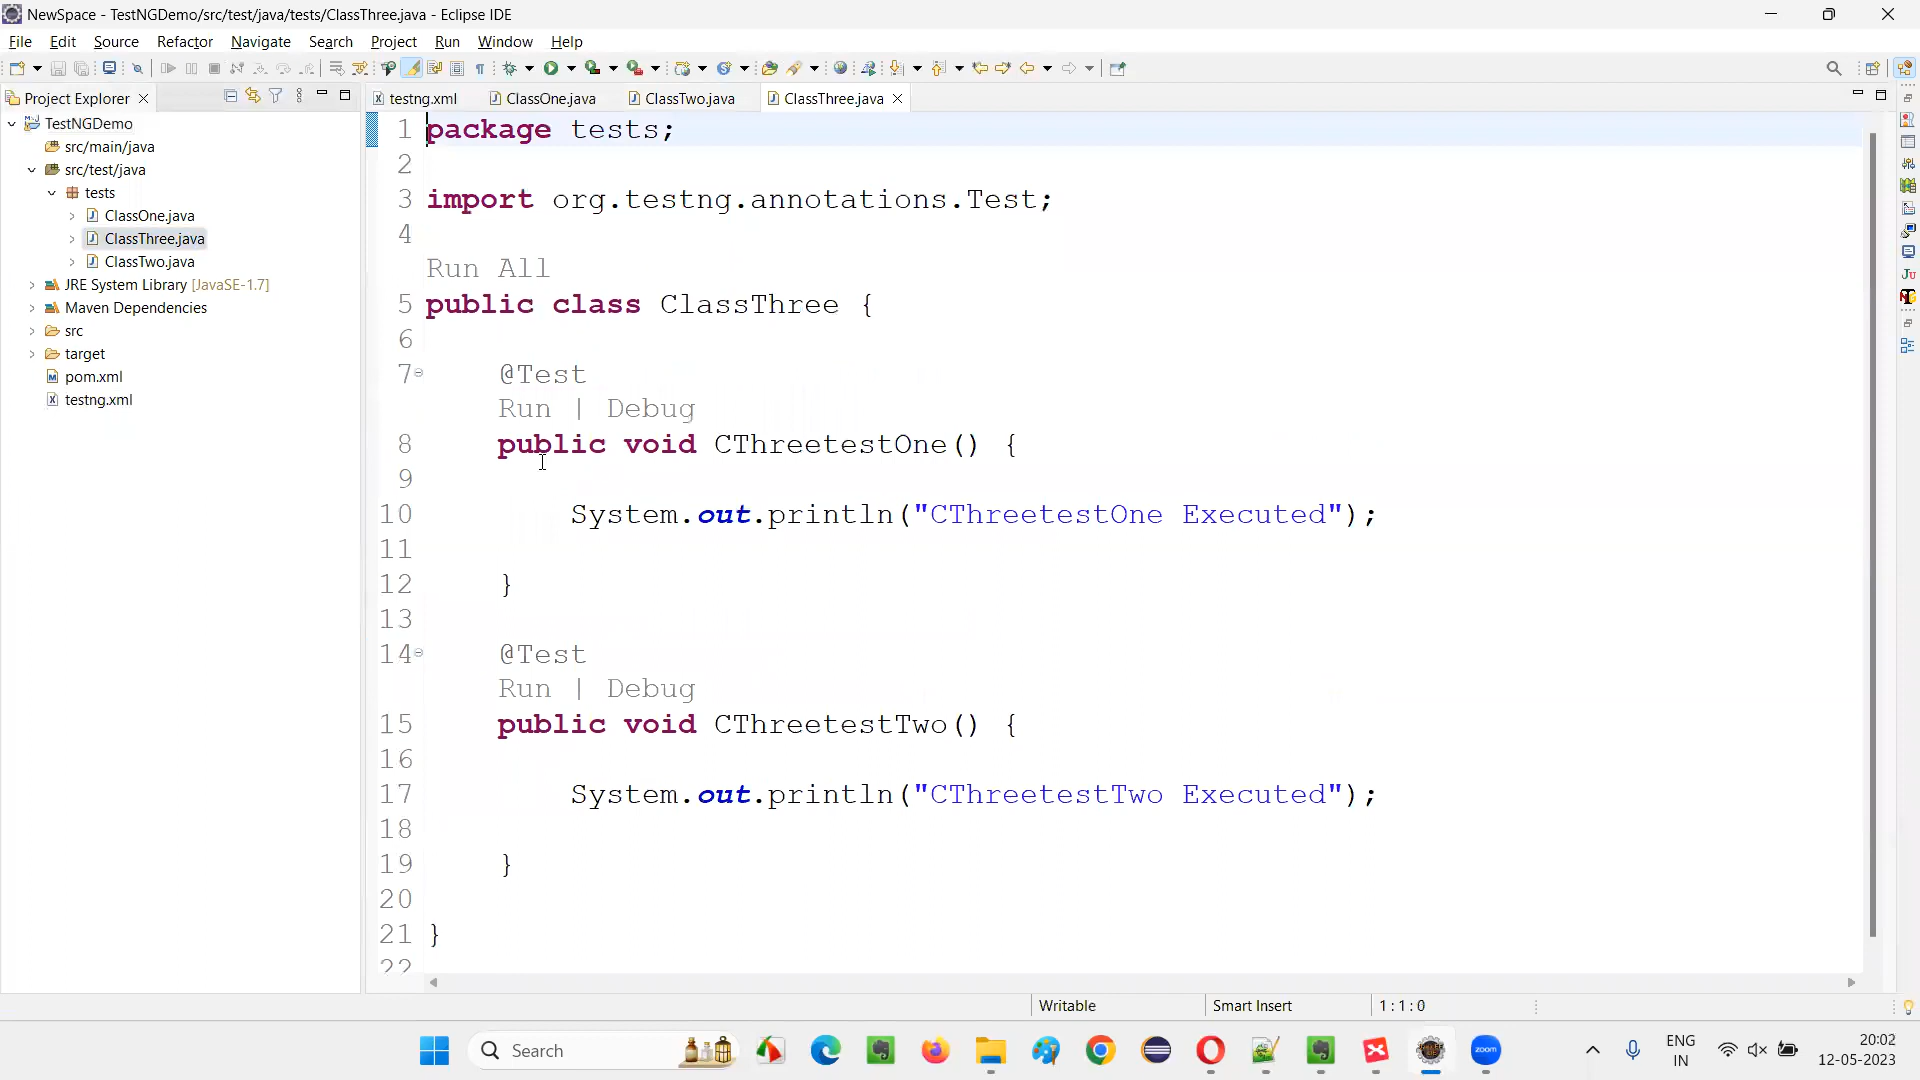 NewSpace - TestNGDemo/src/test/java/tests/ClassThree.java - Eclipse IDE
File Edit Source Refactor Navigate Search Project Run Window Help
Project Explorer
TestNGDemo
src/main/java
src/test/java
tests
ClassOne.java
ClassThree.java
ClassTwo.java
JRE System Library [JavaSE-1.7]
Maven Dependencies
src
target
pom.xml
testng.xml
testng.xml ClassOne.java ClassTwo.java ClassThree.java
1 package tests;
2
3 import org.testng.annotations.Test;
4
Run All
5 public class ClassThree {
6
7 @Test
Run | Debug
8 public void CThreetestOne() {
9
10 System.out.println("CThreetestOne Executed");
11
12 }
13
14 @Test
Run | Debug
15 public void CThreetestTwo() {
16
17 System.out.println("CThreetestTwo Executed");
18
19 }
20
21 }
22
Writable Smart Insert 1 : 1 : 0
Search
zoom
ENG
IN
20:02
12-05-2023